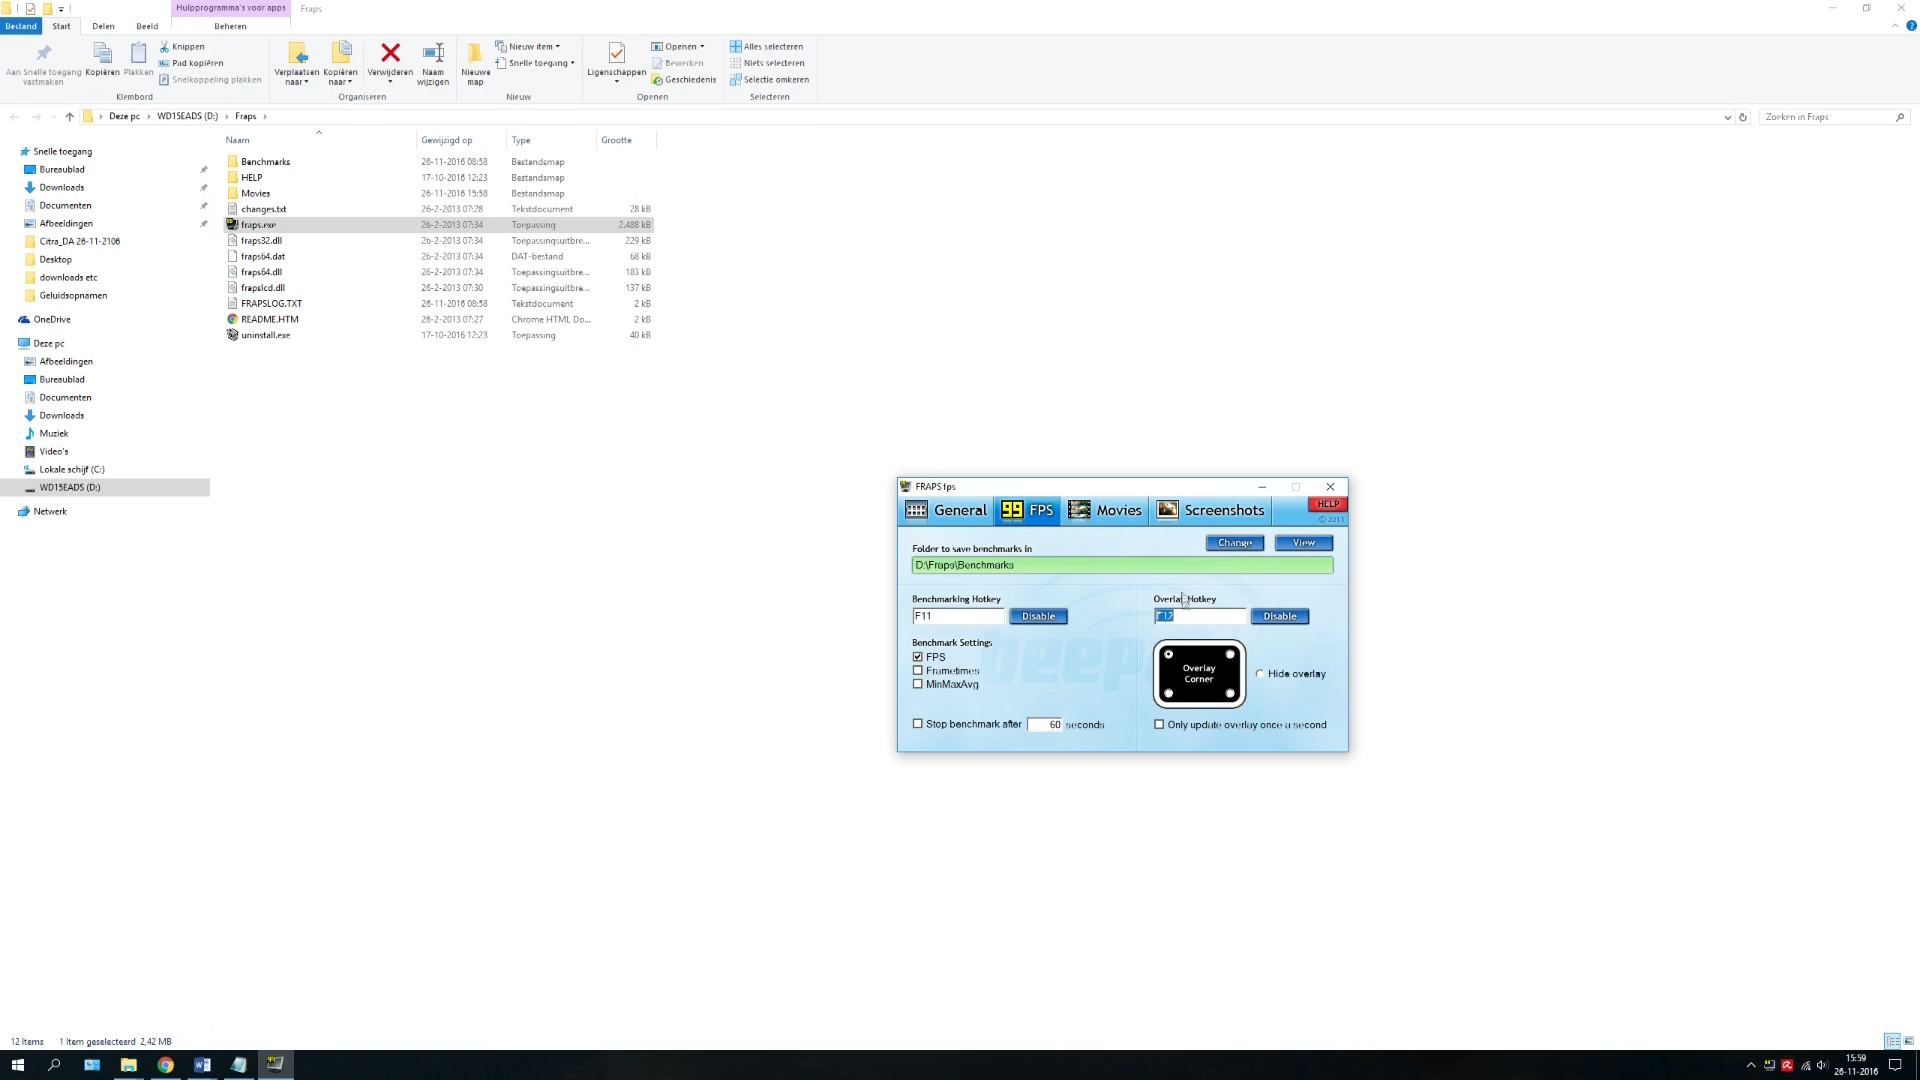 Hulpprogramma's voor apps Fraps
Bestand Start Delen Beeld Beheren
Aan Snelle toegang vastmaken Kopiëren Plakken Knippen Pad kopiëren Snelkoppeling plakken
Verplaatsen naar Kopiëren naar Verwijderen Naam wijzigen Nieuwe map Nieuw item Snelle toegang
Ligenschappen Openen Bewerken Geschiedenis Alles selecteren Niets selecteren Selectie omkeren
Klembord Organiseren Nieuw Openen Selecteren
Deze pc WD15EADS (D:) Fraps Zoeken in Fraps
Naam Gewijzigd op Type Grootte
Snelle toegang
Bureaublad
Downloads
Documenten
Afbeeldingen
Citra_DA 26-11-2106
Desktop
downloads etc
Geluidsopnamen
OneDrive
Deze pc
Afbeeldingen
Bureaublad
Documenten
Downloads
Muziek
Video's
Lokale schijf (C:)
WD15EADS (D:)
Netwerk
Benchmarks 26-11-2016 08:58 Bestandsmap
HELP 17-10-2016 12:23 Bestandsmap
Movies 26-11-2016 15:58 Bestandsmap
changes.txt 26-2-2013 07:28 Tekstdocument 28 kB
fraps.exe 26-2-2013 07:34 Toepassing 2.488 kB
fraps32.dll 26-2-2013 07:34 Toepassingsuitbre... 229 kB
fraps64.dat 26-2-2013 07:34 DAT-bestand 68 kB
fraps64.dll 26-2-2013 07:34 Toepassingsuitbre... 183 kB
frapslcd.dll 26-2-2013 07:30 Toepassingsuitbre... 137 kB
FRAPSLOG.TXT 26-11-2016 08:58 Tekstdocument 2 kB
README.HTM 26-2-2013 07:27 Chrome HTML Do... 2 kB
uninstall.exe 17-10-2016 12:23 Toepassing 40 kB
FRAPS fps
General 99 FPS Movies Screenshots HELP
© 2013
Folder to save benchmarks in Change View
D:\Fraps\Benchmarks
Benchmarking Hotkey Overlay Hotkey
F11 Disable F12 Disable
Benchmark Settings
FPS
Frametimes
MinMaxAvg
Overlay Corner Hide overlay
Stop benchmark after 60 seconds Only update overlay once a second
12 items 1 item geselecteerd 2,42 MB
15:59
26-11-2016